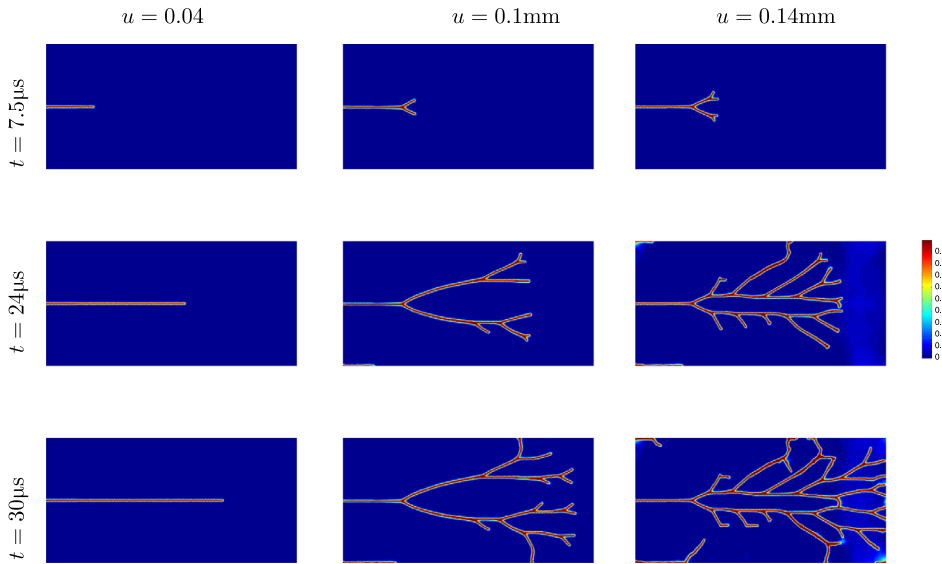 u = 0.04 u = 0.1mm u = 0.14mm
t = 7.5µs
t = 24µs
0
t = 30µs